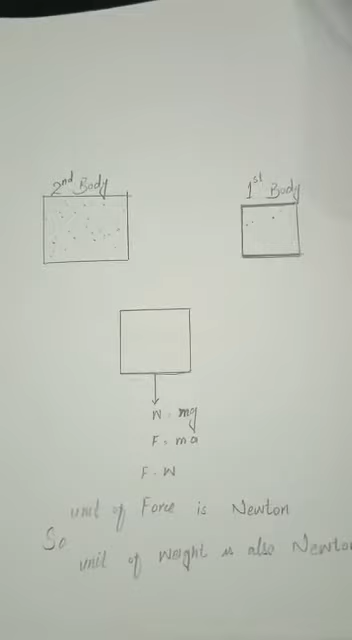 2nd Body
1st Body
W = mg
F = ma
F = W
unit of Force is Newton
So
unit of Weight is also Newton